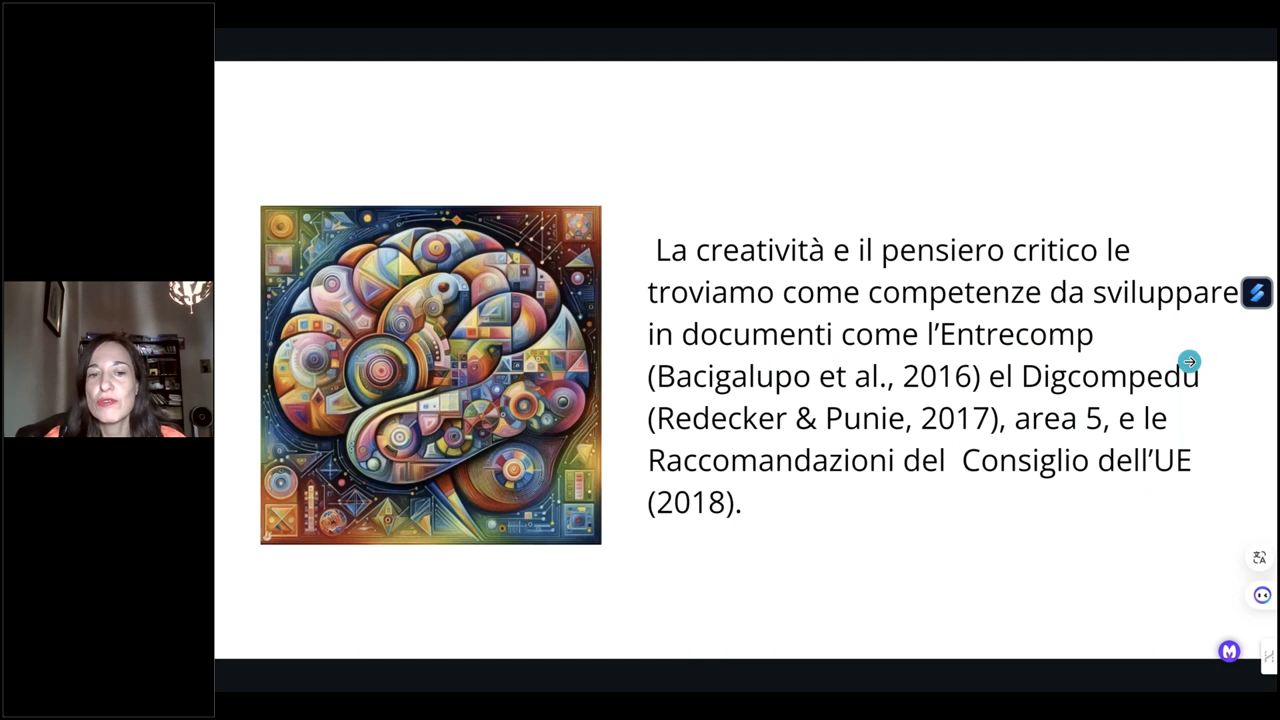 La creatività e il pensiero critico le
troviamo come competenze da sviluppare
in documenti come l’Entrecomp
(Bacigalupo et al., 2016) el Digcompedu
(Redecker & Punie, 2017), area 5, e le
Raccomandazioni del  Consiglio dell’UE
(2018).